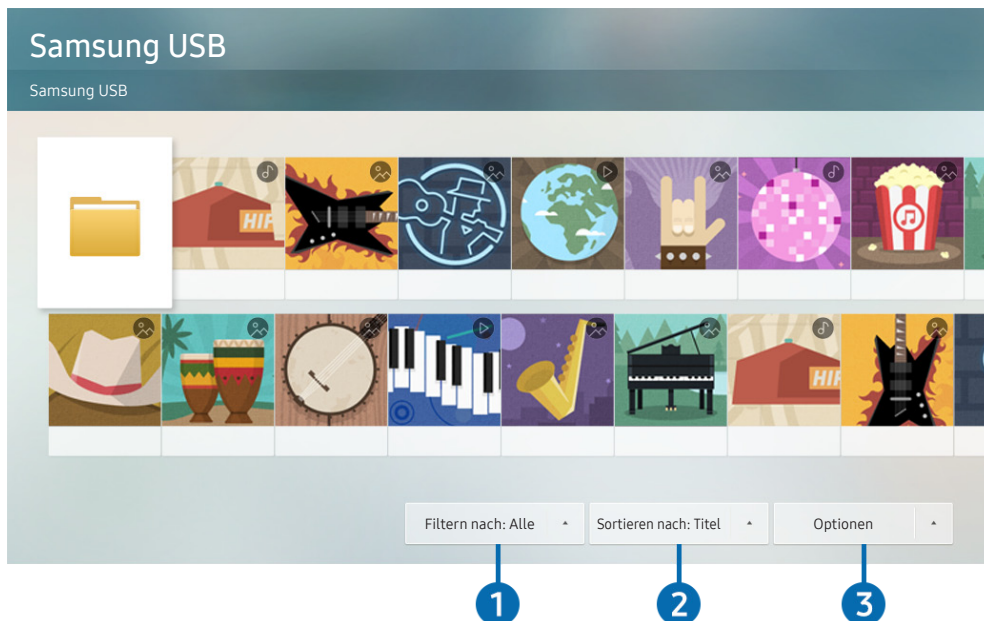 Samsung USB
Samsung USB
HIP
HIP
Filtern nach: Alle
Sortieren nach: Titel
Optionen
1
2
3